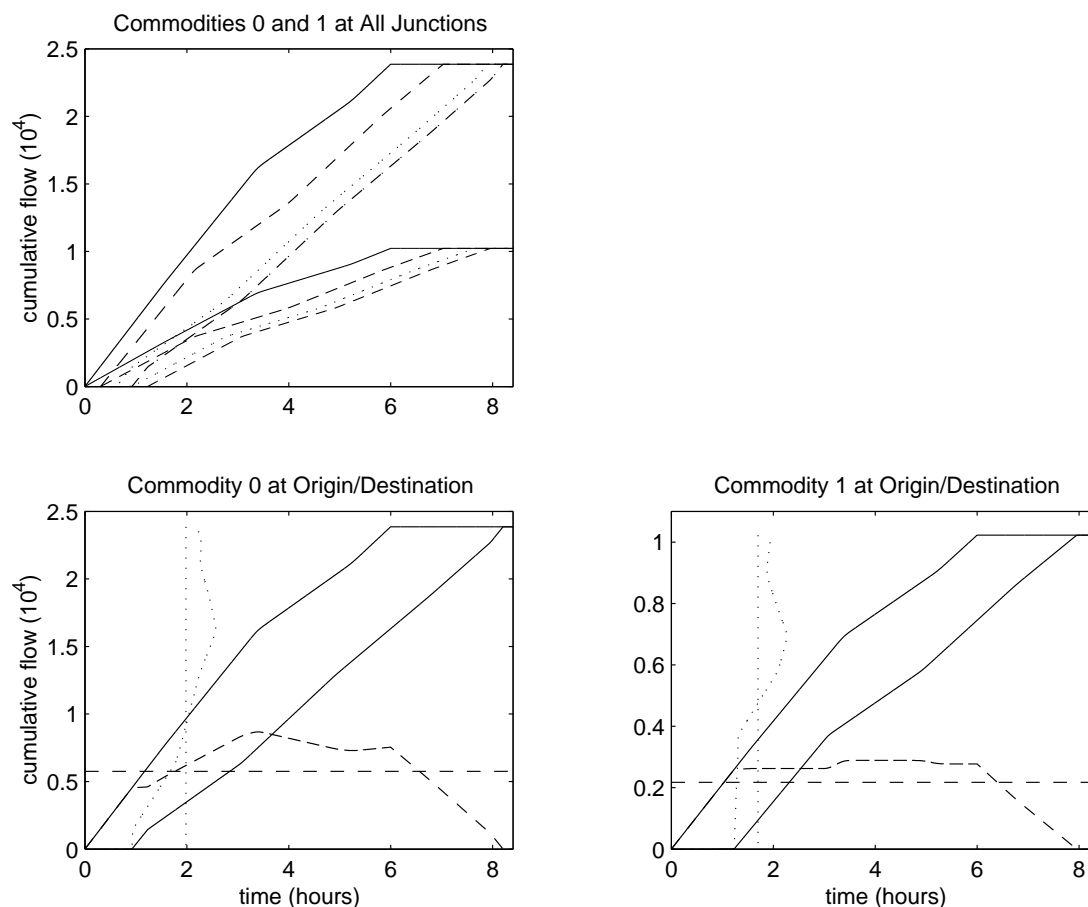 Commodities 0 and 1 at All Junctions
2.5
2
1.5
1
0.5
0
cumulative flow (10^4)
0 2 4 6 8
Commodity 0 at Origin/Destination
2.5
2
1.5
1
0.5
0
cumulative flow (10^4)
0 2 4 6 8
time (hours)
Commodity 1 at Origin/Destination
1
0.8
0.6
0.4
0.2
0
0 2 4 6 8
time (hours)